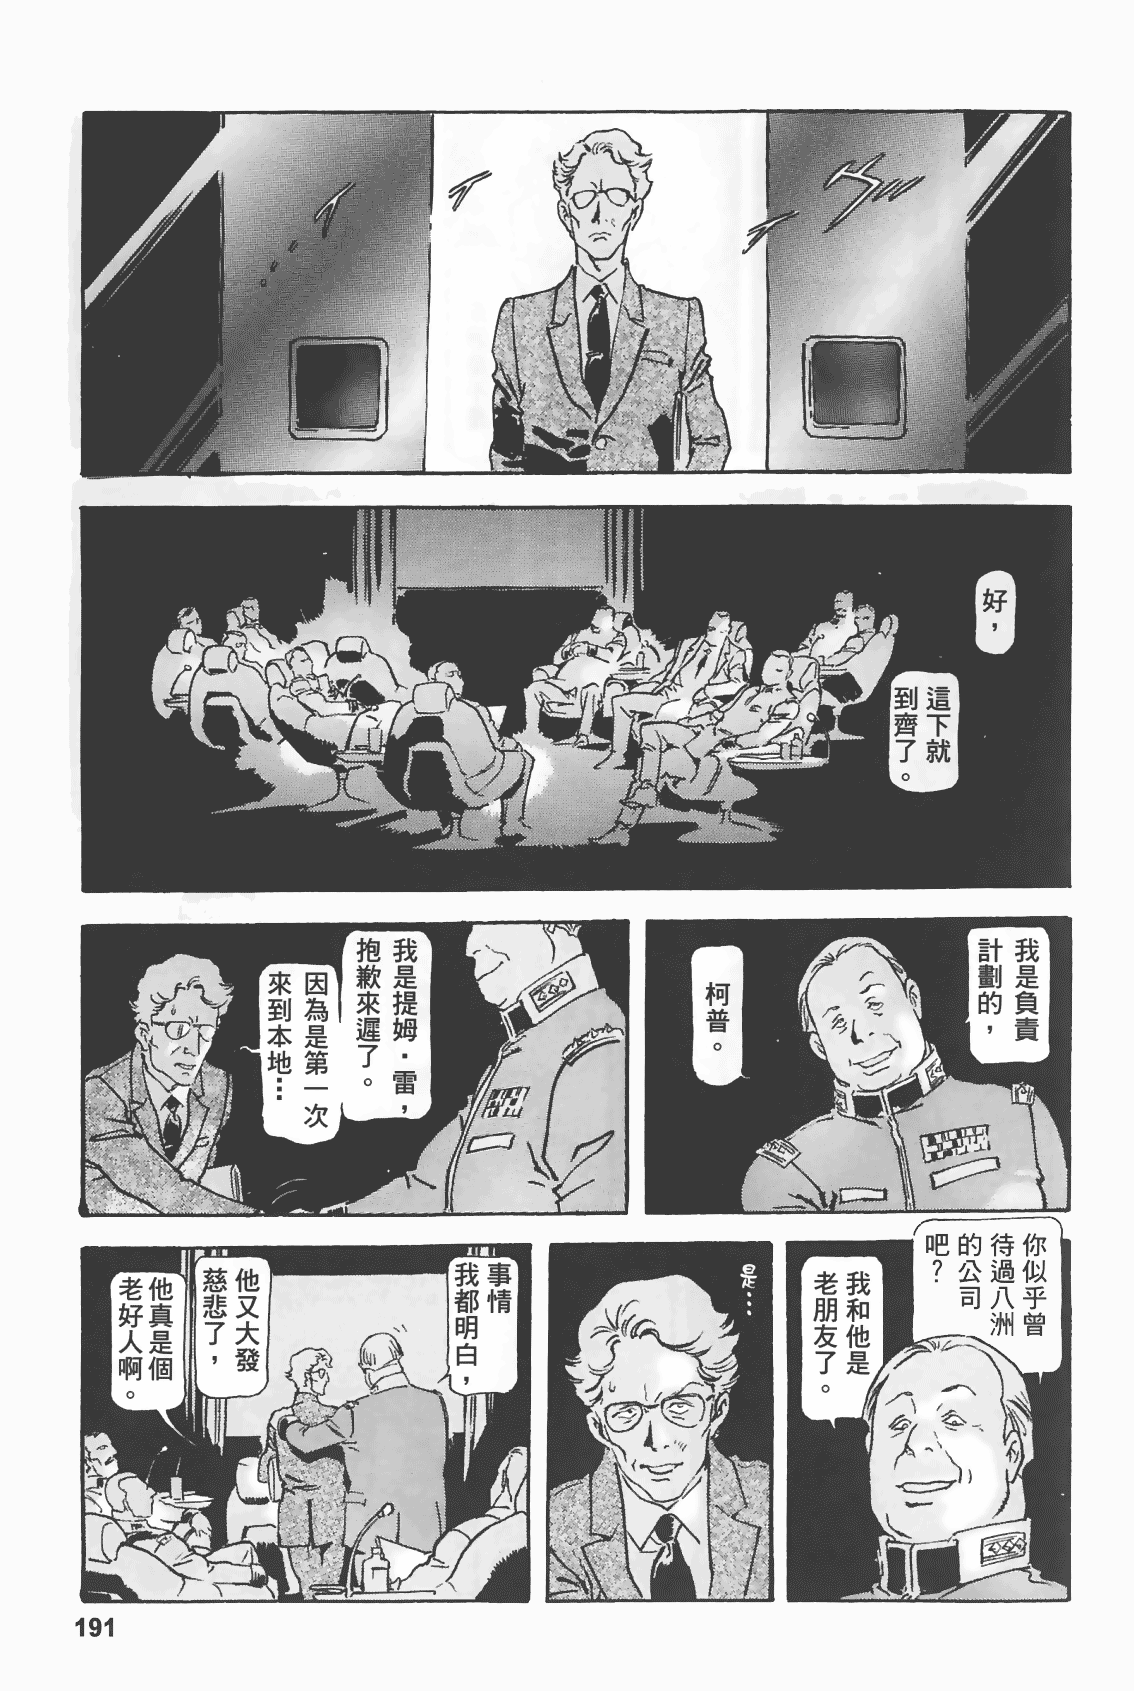 好，
這下就
到齊了。
我是負責
計劃的，
柯普。
我是提姆·雷，
抱歉來遲了。
因為是第一次
來到本地…
你似乎曾
待過八洲
的公司
吧？
我和他是
老朋友了。
是…
事情
我都明白，
他又大發
慈悲了，
他真是個
老好人啊。
191